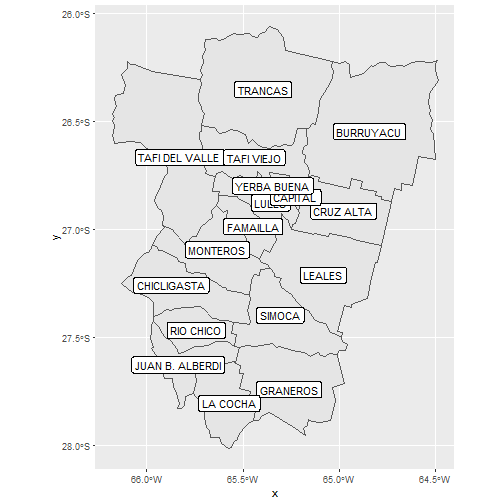 26.0°S
TRANCAS
26.5°S
BURRUYACU
TAFI DEL VALLE
TAFI VIEJO
YERBA BUENA
CAPITAL
LULES
CRUZ ALTA
FAMAILLA
27.0°S
y
MONTEROS
LEALES
CHICLIGASTA
SIMOCA
RIO CHICO
27.5°S
JUAN B. ALBERDI
GRANEROS
LA COCHA
28.0°S
66.0°W 65.5°W 65.0°W 64.5°W
x